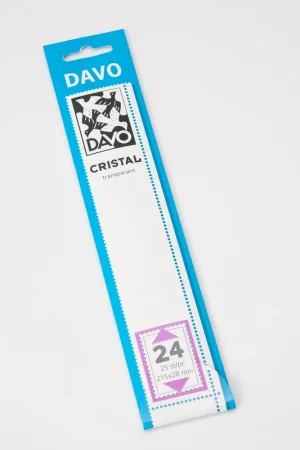 DAVO
DAVO
CRISTAL
transparant
24
25 st/pc
215x28 mm.